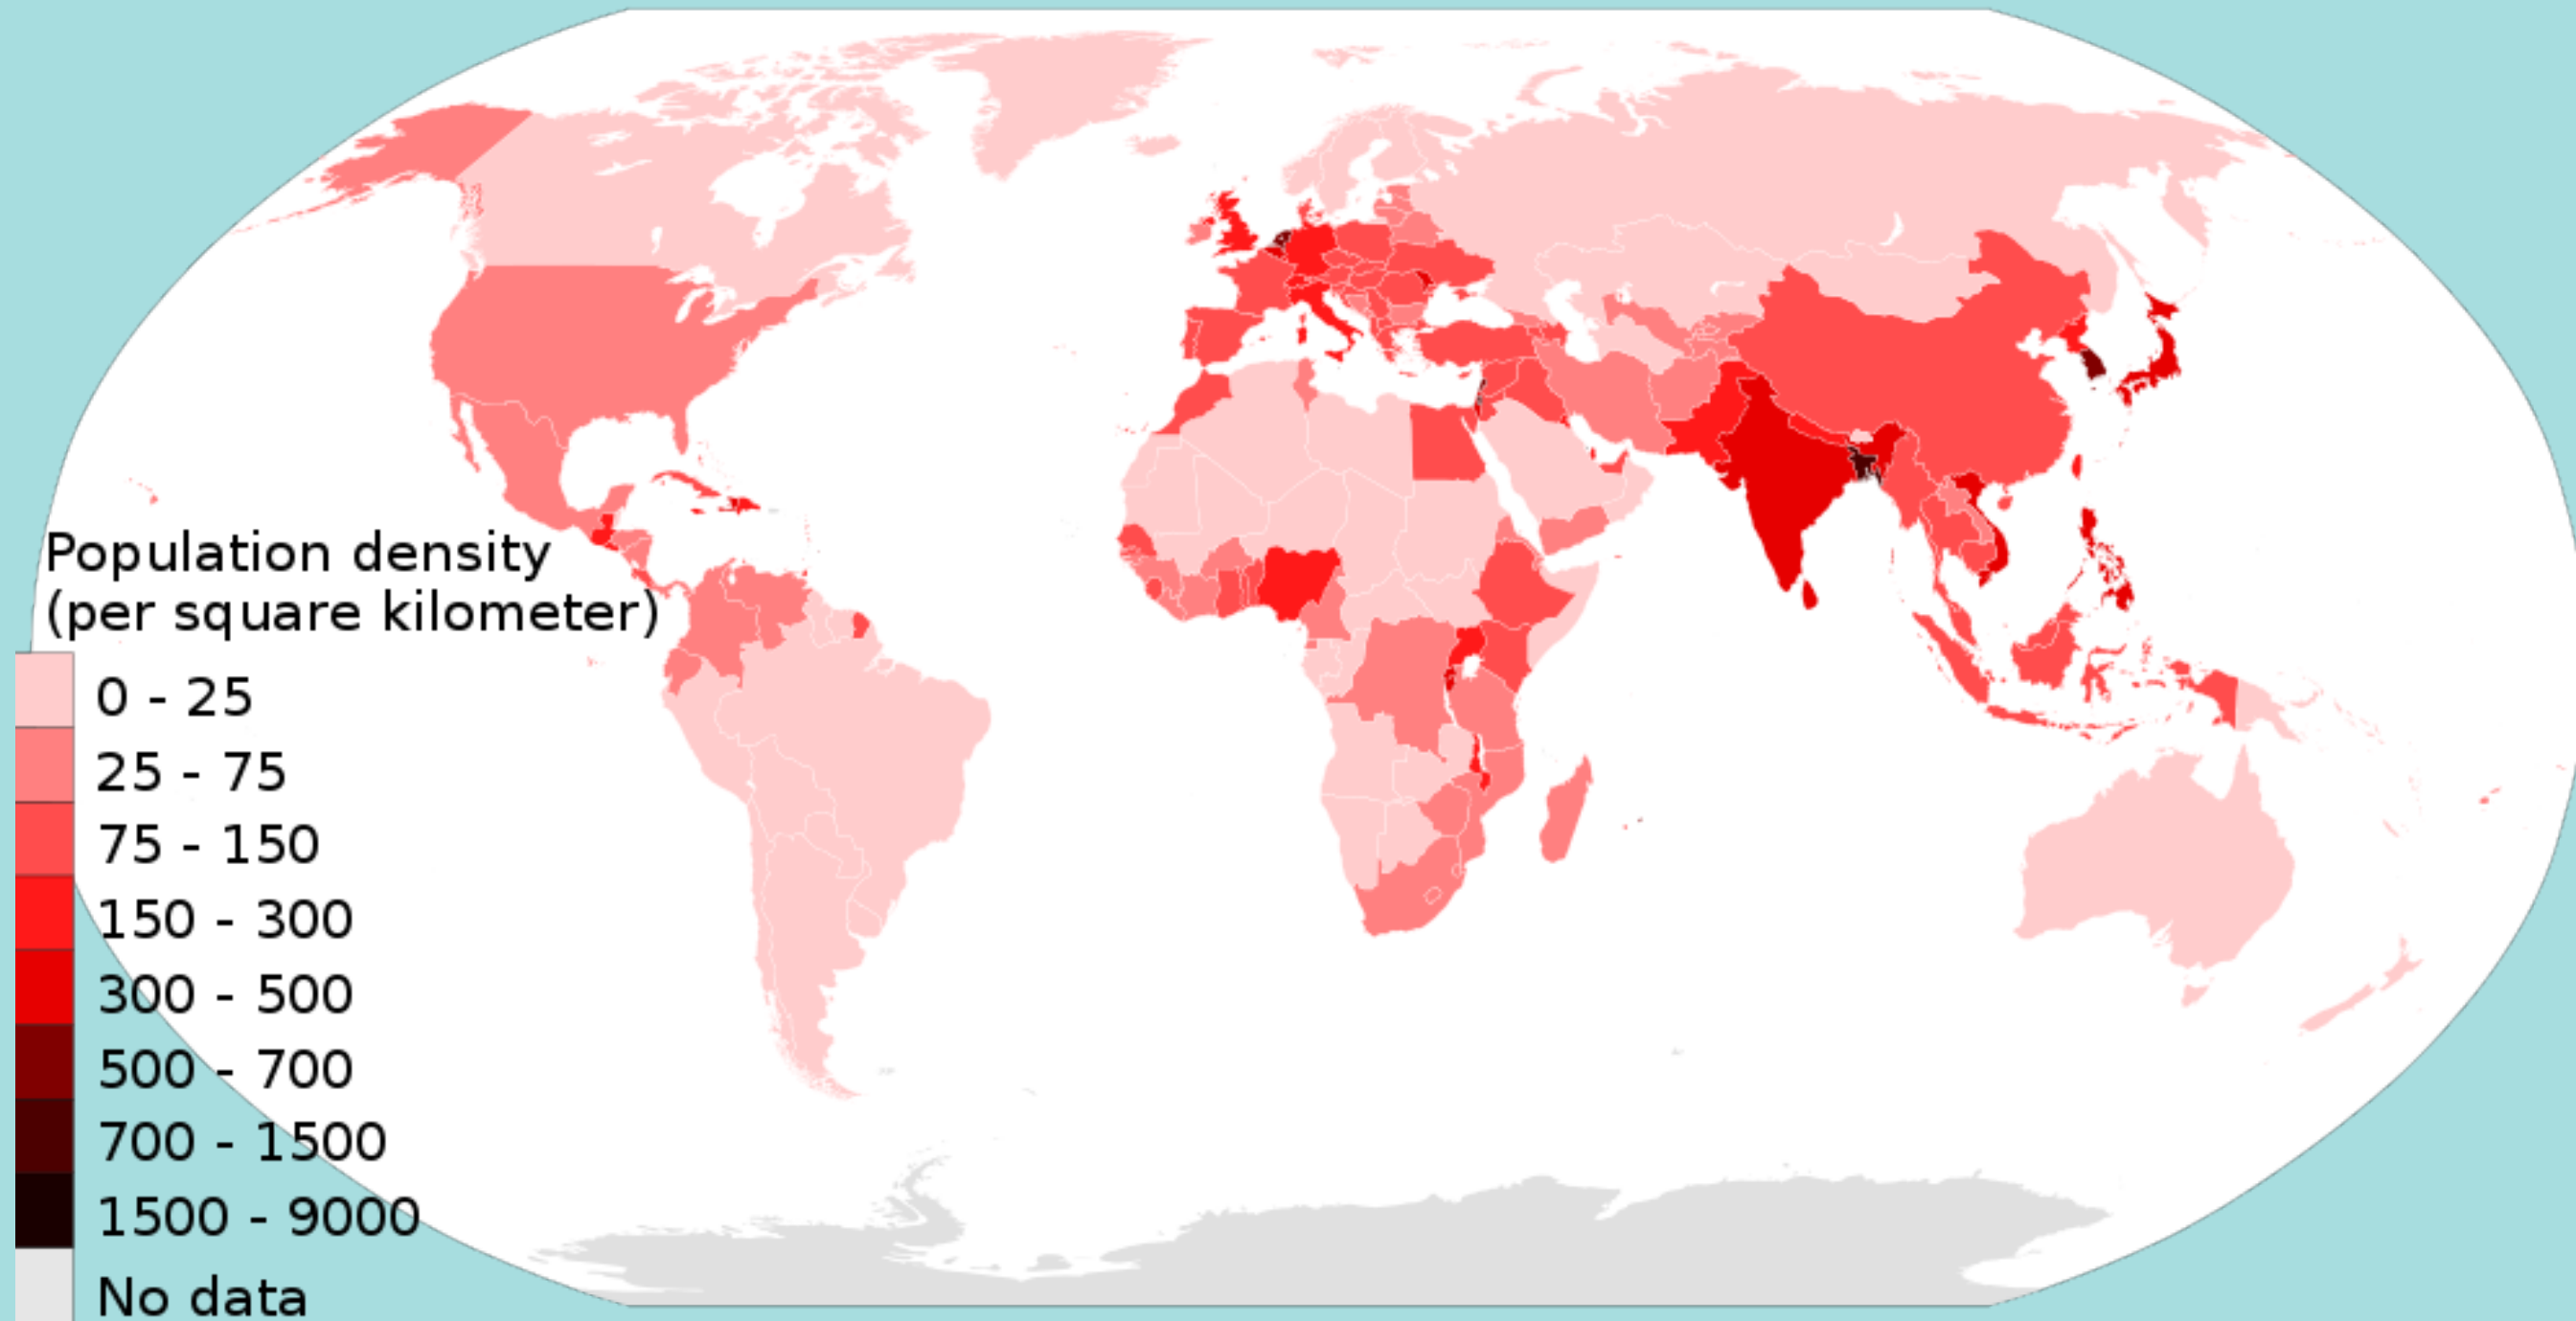 Population density
(per square kilometer)
0 - 25
25 - 75
75 - 150
150 - 300
300 - 500
500 - 700
700 - 1500
1500 - 9000
No data